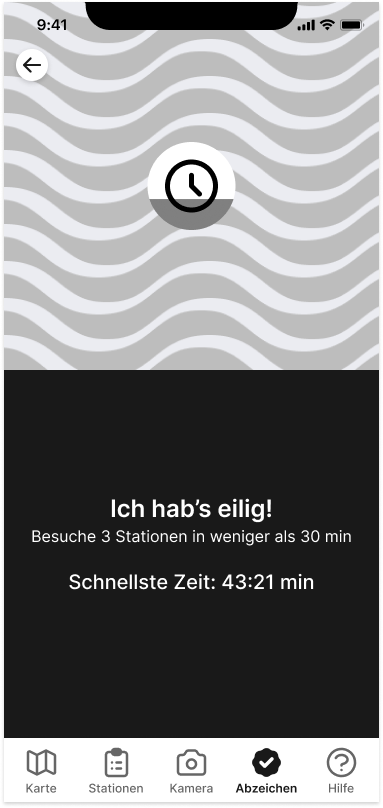 9:41
Ich hab’s eilig!
Besuche 3 Stationen in weniger als 30 min
Schnellste Zeit: 43:21 min
Karte
Stationen
Kamera
Abzeichen
Hilfe